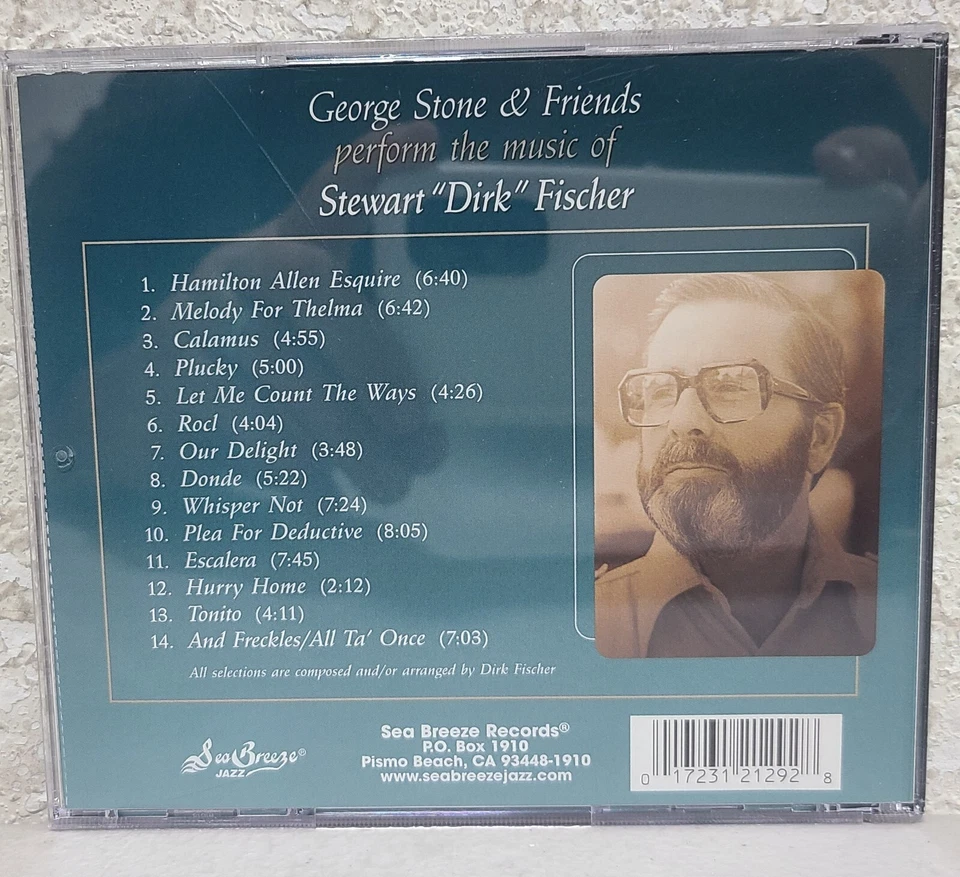 George Stone & Friends
perform the music of
Stewart "Dirk" Fischer
1. Hamilton Allen Esquire (6:40)
2. Melody For Thelma (6:42)
3. Calamus (4:55)
4. Plucky (5:00)
5. Let Me Count The Ways (4:26)
6. Rocl (4:04)
7. Our Delight (3:48)
8. Donde (5:22)
9. Whisper Not (7:24)
10. Plea For Deductive (8:05)
11. Escalera (7:45)
12. Hurry Home (2:12)
13. Tonito (4:11)
14. And Freckles/All Ta' Once (7:03)
All selections are composed and/or arranged by Dirk Fischer
Sea Breeze®
JAZZ
Sea Breeze Records®
P.O. Box 1910
Pismo Beach, CA 93448-1910
www.seabreezejazz.com
0 17231 21292 8